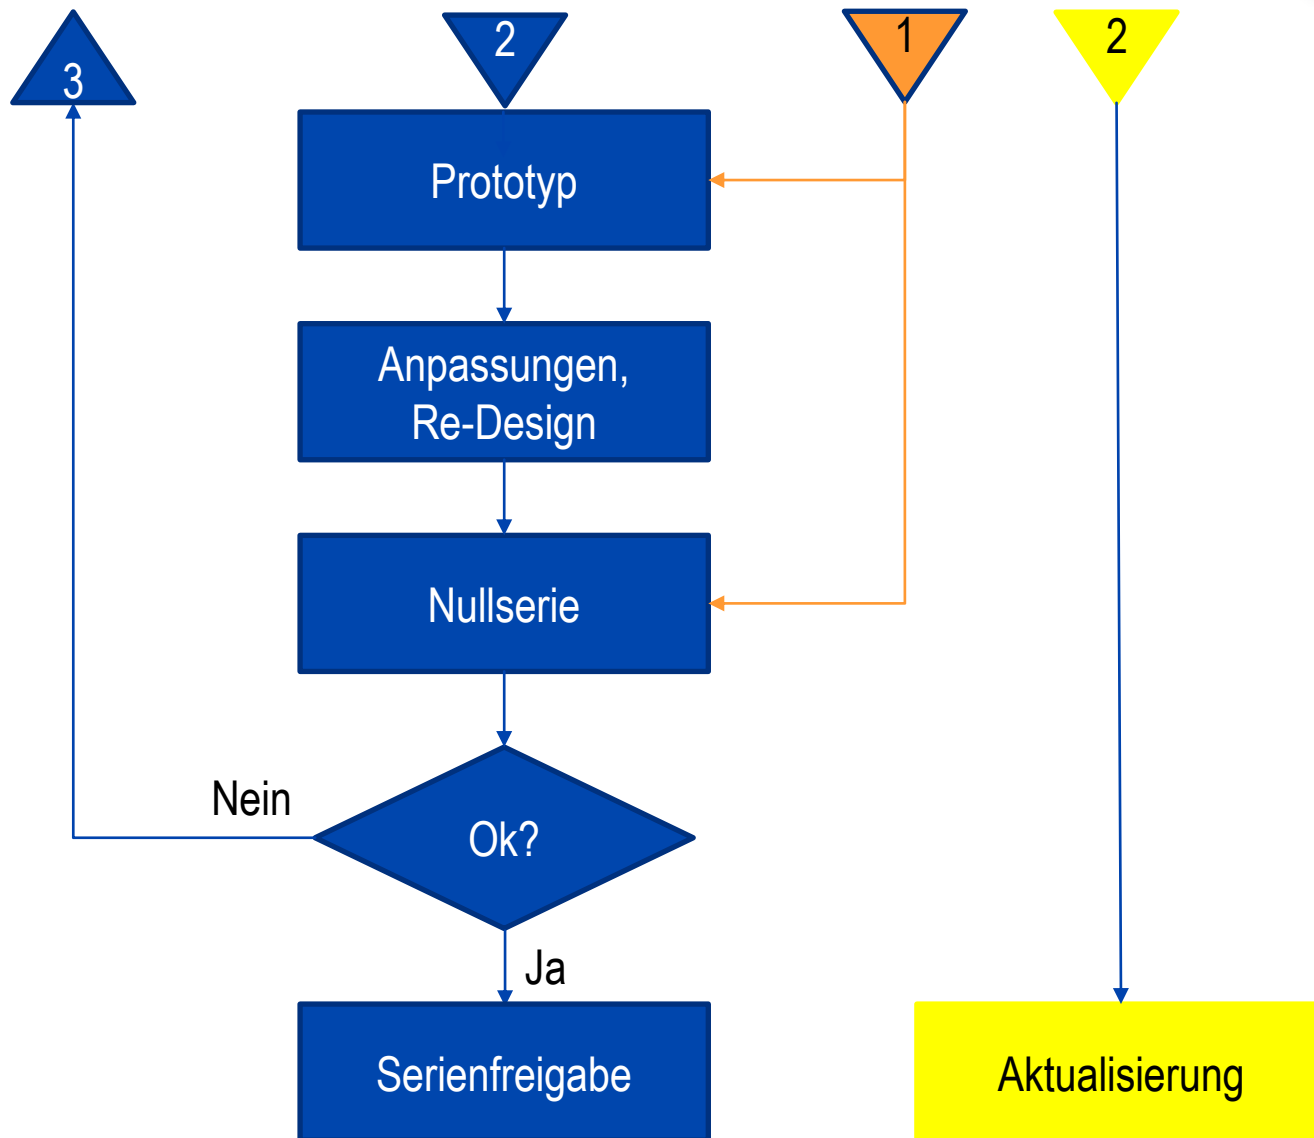 3
2
1
2
Prototyp
Anpassungen,
Re-Design
Nullserie
Nein
Ok?
Ja
Serienfreigabe
Aktualisierung